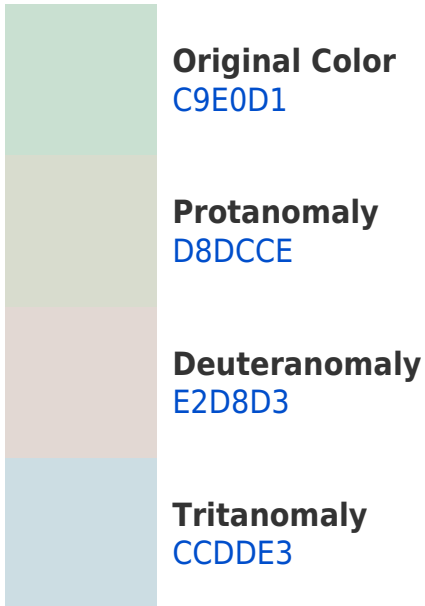 Original Color
C9E0D1
Protanomaly
D8DCCE
Deuteranomaly
E2D8D3
Tritanomaly
CCDDE3